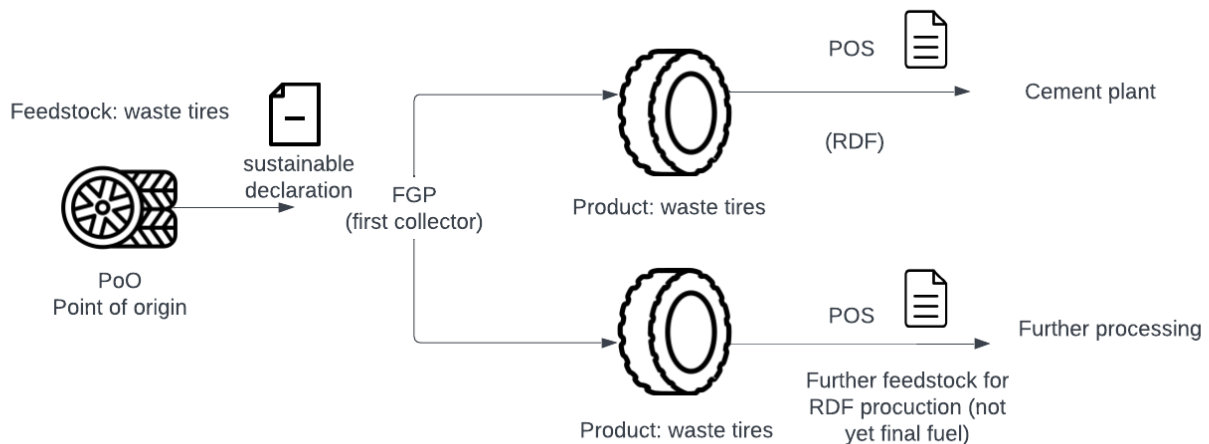 Feedstock: waste tires
sustainable
declaration
PoO
Point of origin
FGP
(first collector)
Product: waste tires
POS
(RDF)
Cement plant
Product: waste tires
POS
Further feedstock for
RDF procuction (not
yet final fuel)
Further processing